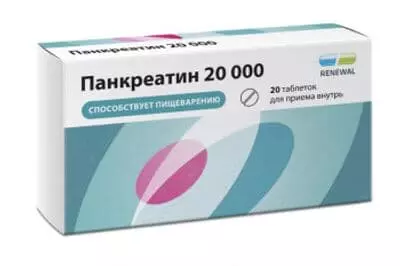 Панкреатин 20 000
СПОСОБСТВУЕТ ПИЩЕВАРЕНИЮ
RENEWAL
20 таблеток
для приема внутрь